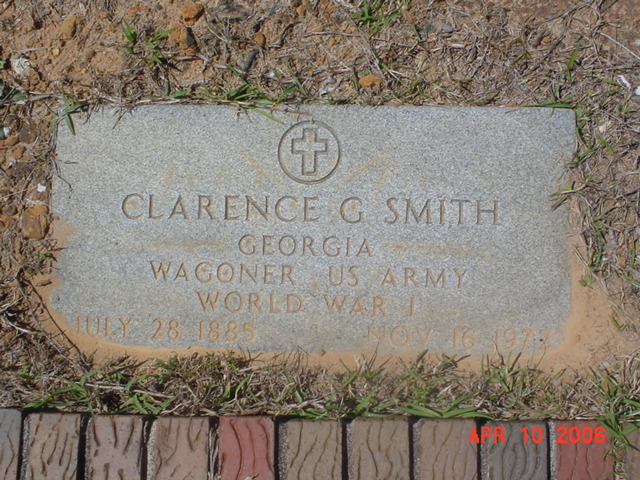 CLARENCE G SMITH
GEORGIA
WAGONER US ARMY
WORLD WAR I
JULY 28 1885 NOV 16
APR 10 2006